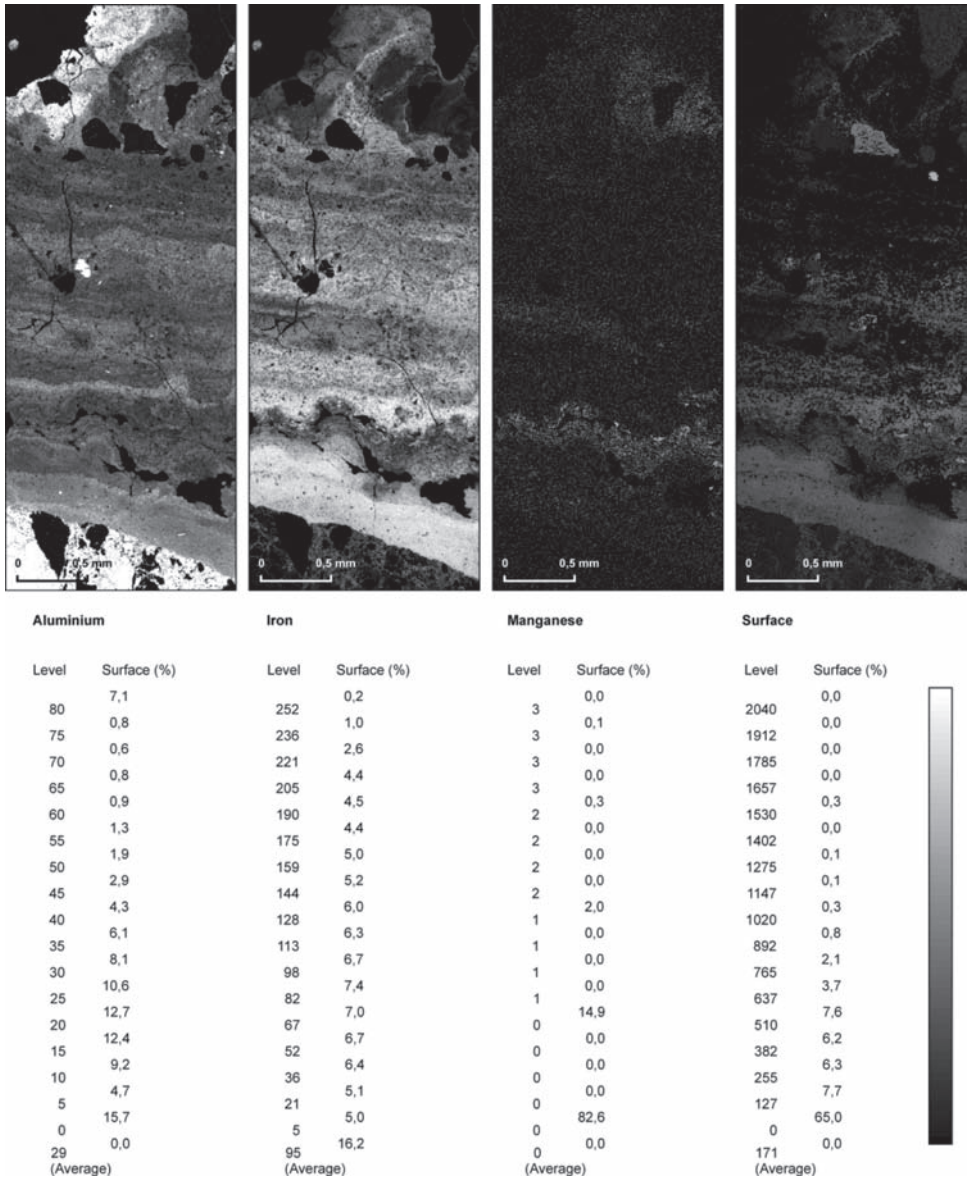 0 0,5 mm 0 0,5 mm 0 0,5 mm 0 0,5 mm
Aluminium Iron Manganese Surface
Level Surface (%) Level Surface (%) Level Surface (%) Level Surface (%)
7,1 0,2 0,0 0,0
80 252 3 2040
0,8 1,0 0,1 0,0
75 236 3 1912
0,6 2,6 0,0 0,0
70 221 3 1785
0,8 4,4 0,0 0,0
65 205 3 1657
0,9 4,5 0,3 0,3
60 190 2 1530
1,3 4,4 0,0 0,0
55 175 2 1402
1,9 5,0 0,0 0,1
50 159 2 1275
2,9 5,2 0,0 0,1
45 144 2 1147
4,3 6,0 2,0 0,3
40 128 1 1020
6,1 6,3 0,0 0,8
35 113 1 892
8,1 6,7 0,0 2,1
30 98 1 765
10,6 7,4 0,0 3,7
25 82 1 637
12,7 7,0 14,9 7,6
20 67 0 510
12,4 6,7 0,0 6,2
15 52 0 382
9,2 6,4 0,0 6,3
10 36 0 255
4,7 5,1 0,0 7,7
5 21 0 127
15,7 5,0 82,6 65,0
0 5 0 0
0,0 16,2 0,0 0,0
29 95 0 171
(Average) (Average) (Average) (Average)